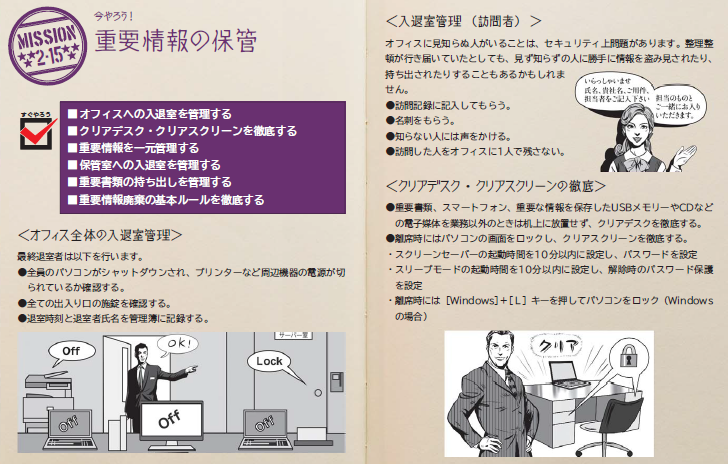 MISSION
2-15
今やろう！
重要情報の保管
すぐやろう
■オフィスへの入退室を管理する
■クリアデスク・クリアスクリーンを徹底する
■重要情報を一元管理する
■保管室への入退室を管理する
■重要書類の持ち出しを管理する
■重要情報廃棄の基本ルールを徹底する
＜オフィス全体の入退室管理＞
最終退室者は以下を行います。
●全員のパソコンがシャットダウンされ、プリンターなど周辺機器の電源が切
られているか確認する。
●全ての出入り口の施錠を確認する。
●退室時刻と退室者氏名を管理簿に記録する。
サーバー室
Off
OK!
Lock
Off
Off
Off
＜入退室管理（訪問者）＞
オフィスに見知らぬ人がいることは、セキュリティ上問題があります。整理整
頓が行き届いていたとしても、見ず知らずの人に勝手に情報を盗み見されたり、
持ち出されたりすることもあるかもしれま
せん。
●訪問記録に記入してもらう。
●名刺をもらう。
●知らない人には声をかける。
●訪問した人をオフィスに1人で残さない。
いらっしゃいませ
氏名、貴社名、ご用件、
担当者をご記入下さい
担当のものと
ご一緒にお入り
いただきます。
＜クリアデスク・クリアスクリーンの徹底＞
●重要書類、スマートフォン、重要な情報を保存したUSBメモリーやCDなど
の電子媒体を業務以外のときは机上に放置せず、クリアデスクを徹底する。
●離席時にはパソコンの画面をロックし、クリアスクリーンを徹底する。
・スクリーンセーバーの起動時間を10分以内に設定し、パスワードを設定
・スリープモードの起動時間を10分以内に設定し、解除時のパスワード保護
を設定
・離席時には［Windows］＋［L］キーを押してパソコンをロック（Windows
の場合）
クリア